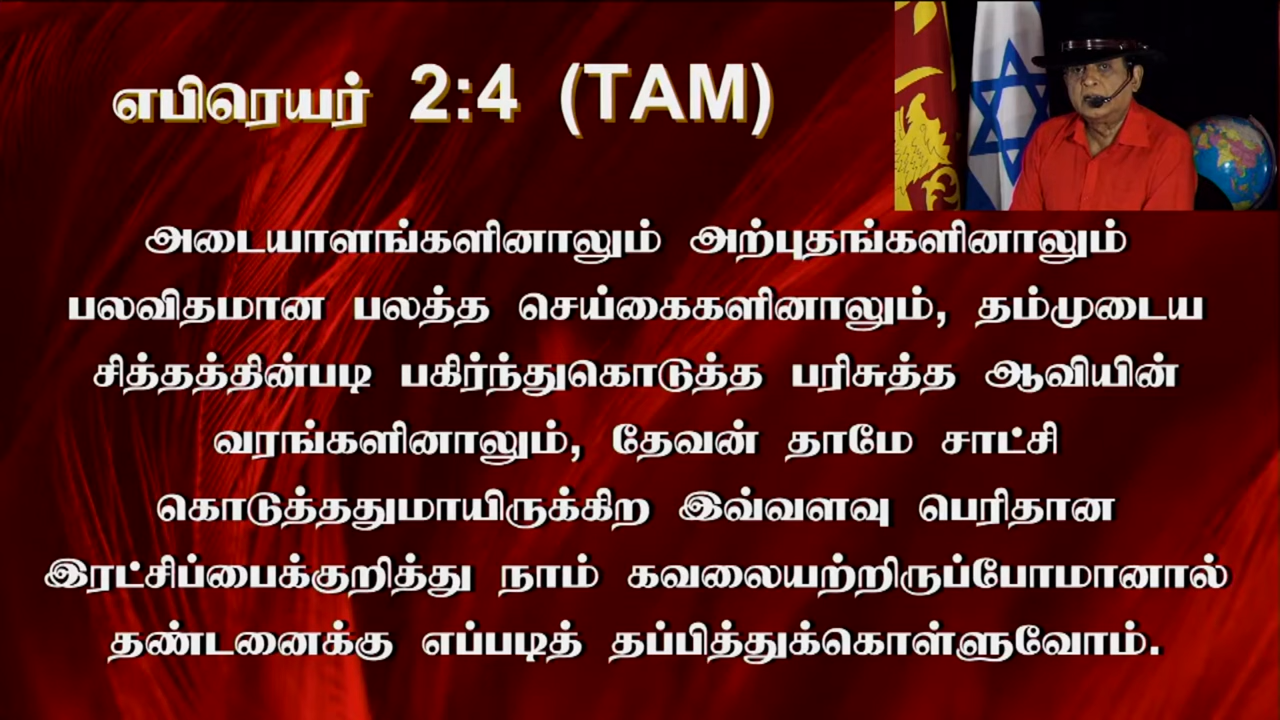 எபிரெயர் 2:4 (TAM)
அடையாளங்களினாலும் அற்புதங்களினாலும்
பலவிதமான பலத்த செய்கைகளினாலும், தம்முடைய
சித்தத்தின்படி பகிர்ந்துகொடுத்த பரிசுத்த ஆவியின்
வரங்களினாலும், தேவன் தாமே சாட்சி
கொடுத்ததுமாயிருக்கிற இவ்வளவு பெரிதான
இரட்சிப்பைக்குறித்து நாம் கவலையற்றிருப்போமானால்
தண்டனைக்கு எப்படித் தப்பித்துக்கொள்ளுவோம்.